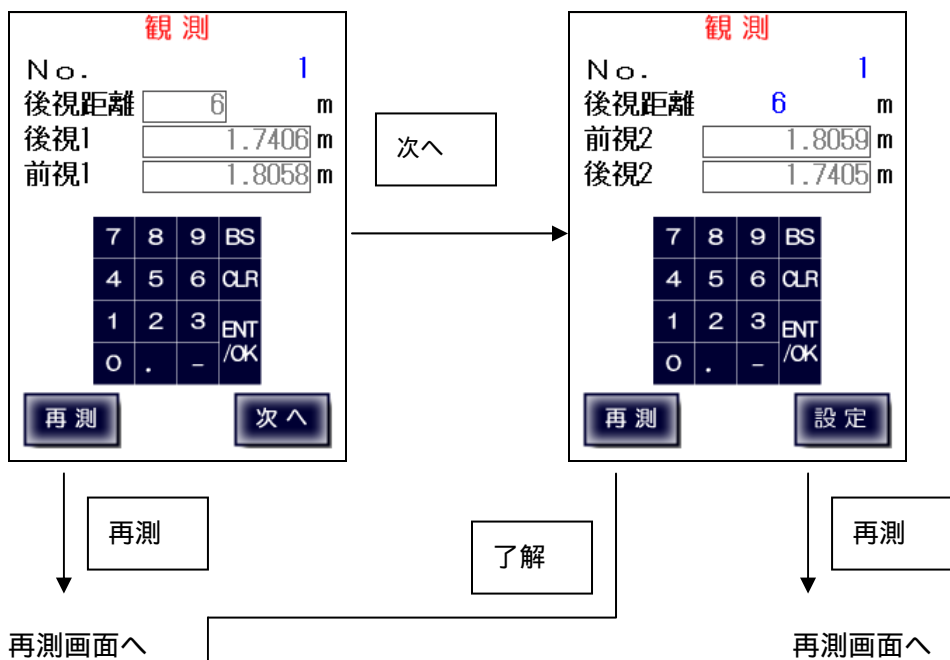 観測
No. 1
後視距離 6 m
後視1 1.7406 m
前視1 1.8058 m
7 8 9 BS
4 5 6 CLR
1 2 3 ENT/OK
0 . -
再測 次へ
次へ
観測
No. 1
後視距離 6 m
前視2 1.8059 m
後視2 1.7405 m
7 8 9 BS
4 5 6 CLR
1 2 3 ENT/OK
0 . -
再測 設定
再測
了解
再測
再測画面へ
再測画面へ